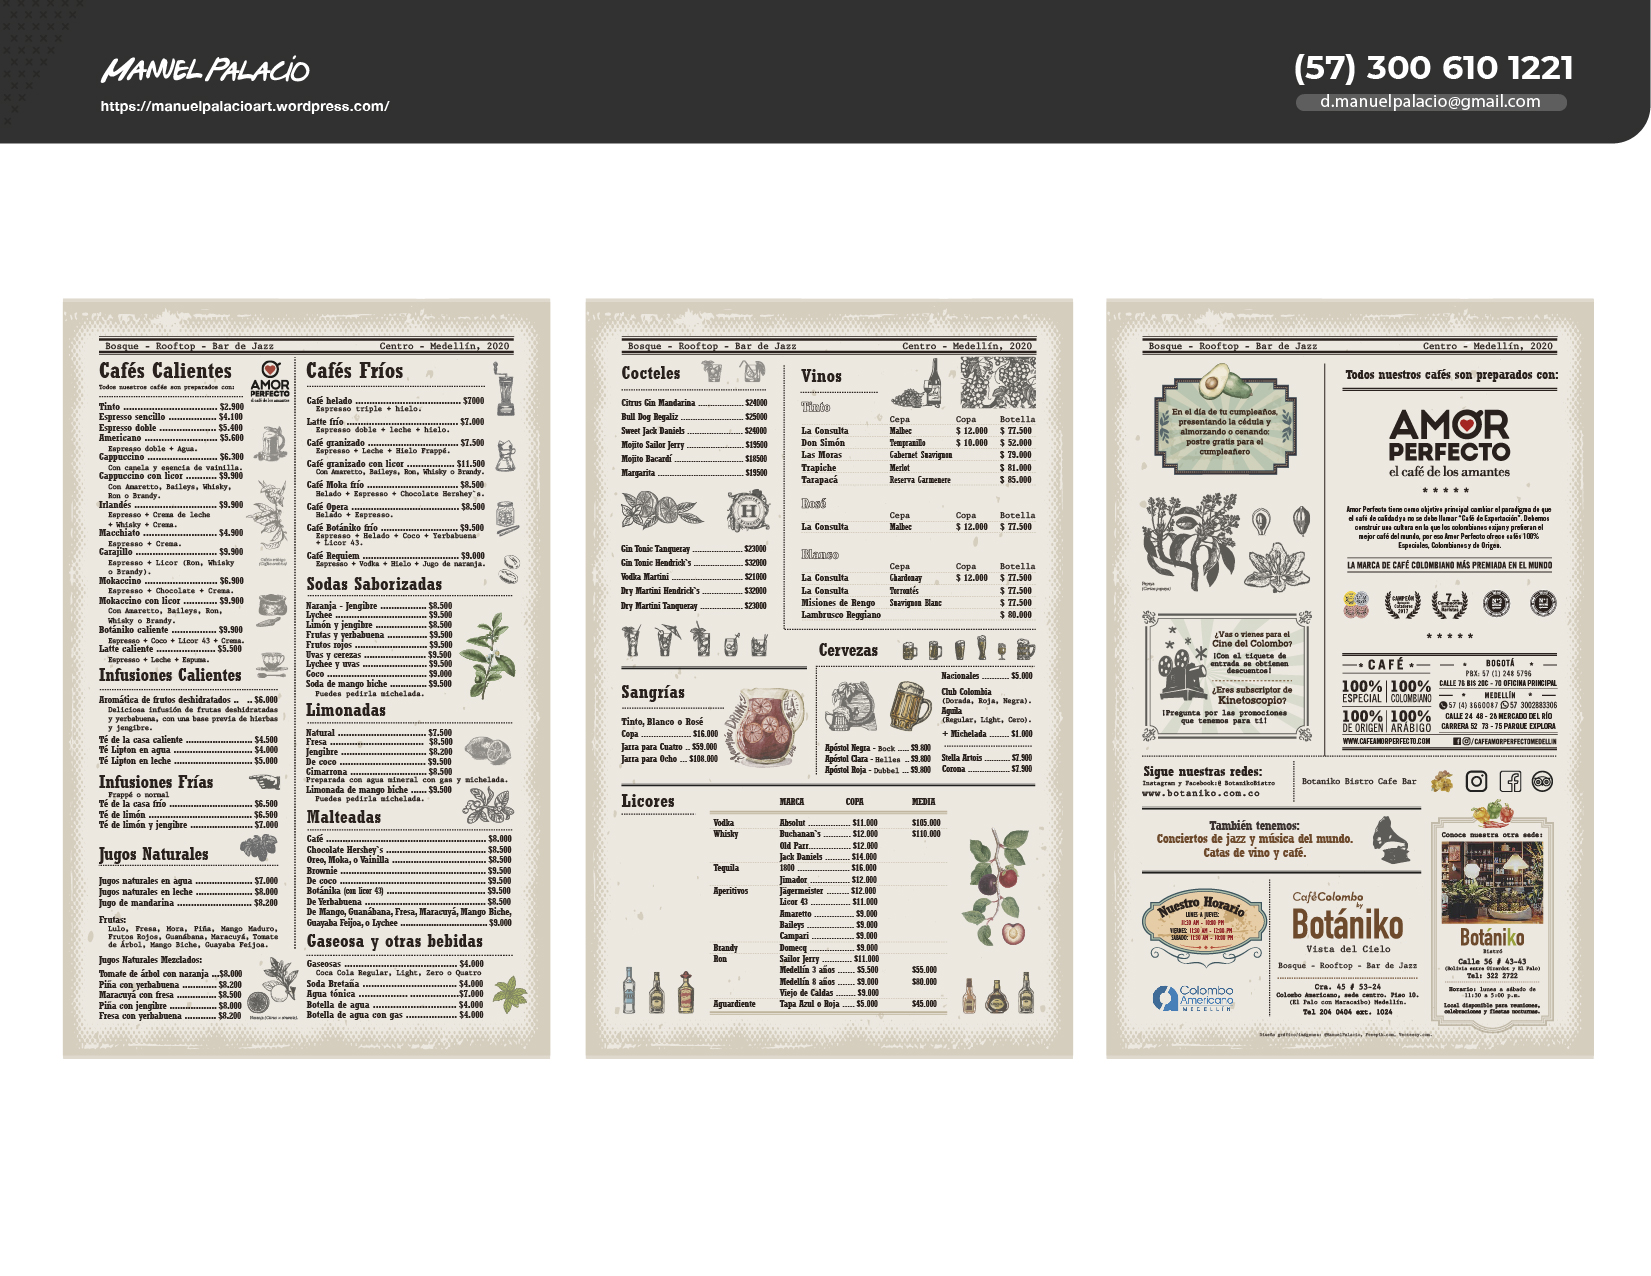 MANUEL PALACIO
https://manuelpalacioart.wordpress.com/
(57) 300 610 1221
d.manuelpalacio@gmail.com
Bosque - Rooftop - Bar de Jazz Centro - Medellín, 2020
Cafés Calientes
Todos nuestros cafés son preparados con:
AMOR
PERFECTO
el café de los amantes
Tinto $2.900
Espresso sencillo $4.100
Espresso doble $5.400
Americano $5.600
Espresso doble + Agua.
Cappuccino $6.300
Con canela y esencia de vainilla.
Cappuccino con licor $9.900
Con Amaretto, Baileys, Whisky,
Ron o Brandy.
Irlandés $9.900
Espresso + Crema de leche
+ Whisky + Crema.
Macchiato $4.900
Espresso + Crema.
Carajillo $9.900
Espresso + Licor (Ron, Whisky
o Brandy).
Mokaccino $6.900
Espresso + Chocolate + Crema.
Mokaccino con licor $9.900
Con Amaretto, Baileys, Ron,
Whisky o Brandy.
Botániko caliente $9.900
Espresso + Coco + Licor 43 + Crema.
Latte caliente $5.500
Espresso + Leche + Espuma.
Infusiones Calientes
Aromática de frutos deshidratados .. .. $6.000
Deliciosa infusión de frutas deshidratadas
y yerbabuena, con una base previa de hierbas
y jengibre.
Té de la casa caliente $4.500
Té Lipton en agua $4.000
Té Lipton en leche $5.000
Infusiones Frías
Frappé o normal
Té de la casa frío $6.500
Té de limón $6.500
Té de limón y jengibre $7.000
Jugos Naturales
Jugos naturales en agua $7.000
Jugos naturales en leche $8.000
Jugo de mandarina $8.200
Frutas:
Lulo, Fresa, Mora, Piña, Mango Maduro,
Frutos Rojos, Guanábana, Maracuyá, Tomate
de Árbol, Mango Biche, Guayaba Feijoa.
Jugos Naturales Mezclados:
Tomate de árbol con naranja ...$8.000
Piña con yerbabuena $8.200
Maracuyá con fresa $8.500
Piña con jengibre $8.000
Fresa con yerbabuena $8.200
Cafés Fríos
Café helado $7000
Espresso triple + hielo.
Latte frío $7.000
Espresso doble + leche + hielo.
Café granizado $7.500
Espresso + Leche + Hielo Frappé.
Café granizado con licor $11.500
Con Amaretto, Baileys, Ron, Whisky o Brandy.
Café Moka frío $8.500
Helado + Espresso + Chocolate Hershey`s.
Café Opera $8.500
Helado + Espresso.
Café Botániko frío $9.500
Espresso + Helado + Coco + Yerbabuena
+ Licor 43.
Café Requiem $9.000
Espresso + Vodka + Hielo + Jugo de naranja.
Sodas Saborizadas
Naranja - Jengibre $8.500
Lychee $9.500
Limón y jengibre $8.500
Frutas y yerbabuena $9.500
Frutos rojos $9.500
Uvas y cerezas $9.500
Lychee y uvas $9.500
Coco $9.000
Soda de mango biche $9.500
Puedes pedirla michelada.
Limonadas
Natural $7.500
Fresa $8.500
Jengibre $8.200
De coco $9.500
Cimarrona $8.500
Preparada con agua mineral con gas y michelada.
Limonada de mango biche $9.500
Puedes pedirla michelada.
Malteadas
Café $8.000
Chocolate Hershey`s $8.500
Oreo, Moka, o Vainilla $8.500
Brownie $9.500
De coco $9.500
Botánika (con licor 43) $9.500
De Yerbabuena $8.500
De Mango, Guanábana, Fresa, Maracuyá, Mango Biche,
Guayaba Feijoa, o Lychee $9.000
Gaseosa y otras bebidas
Gaseosas $4.000
Coca Cola Regular, Light, Zero o Quatro
Soda Bretaña $4.000
Agua tónica $7.000
Botella de agua $4.000
Botella de agua con gas $4.000
Bosque - Rooftop - Bar de Jazz Centro - Medellín, 2020
Cocteles
Citrus Gin Mandarina $24000
Bull Dog Regaliz $25000
Sweet Jack Daniels $24000
Mojito Sailor Jerry $19500
Mojito Bacardí $18500
Margarita $19500
H
Gin Tonic Tanqueray $23000
Gin Tonic Hendrick`s $32000
Vodka Martini $21000
Dry Martini Hendrick`s $32000
Dry Martini Tanqueray $23000
Vinos
Tinto
Cepa Copa Botella
La Consulta Malbec $ 12.000 $ 77.500
Don Simón Tempranillo $ 10.000 $ 52.000
Las Moras Cabernet Sauvignon $ 79.000
Trapiche Merlot $ 81.000
Tarapacá Reserva Carmenere $ 85.000
Rosé
Cepa Copa Botella
La Consulta Malbec $ 12.000 $ 77.500
Blanco
Cepa Copa Botella
La Consulta Chardonay $ 12.000 $ 77.500
La Consulta Torrontés $ 77.500
Misiones de Rengo Suavignon Blanc $ 77.500
Lambrusco Reggiano $ 80.000
Sangrías
Tinto, Blanco o Rosé
Copa $16.000
Jarra para Cuatro $59.000
Jarra para Ocho $108.000
Cervezas
Apóstol Negra - Bock $9.800
Apóstol Clara - Helles $9.800
Apóstol Roja - Dubbel $9.800
Nacionales $5.000
Club Colombia
(Dorada, Roja, Negra).
Aguila
(Regular, Light, Cero).
+ Michelada $1.000
Stella Artois $7.900
Corona $7.900
Licores
MARCA COPA MEDIA
Vodka Absolut $11.000 $105.000
Whisky Buchanan`s $12.000 $110.000
Old Parr $12.000
Jack Daniels $14.000
Tequila 1800 $16.000
Jimador $12.000
Aperitivos Jägermeister $12.000
Licor 43 $11.000
Amaretto $9.000
Baileys $9.000
Campari $9.000
Brandy Domecq $9.000
Ron Sailor Jerry $11.000
Medellín 3 años $5.500 $55.000
Medellín 8 años $9.000 $80.000
Viejo de Caldas $9.000
Aguardiente Tapa Azul o Roja $5.000 $45.000
Bosque - Rooftop - Bar de Jazz Centro - Medellín, 2020
En el día de tu cumpleaños,
presentando la cédula y
almorzando o cenando:
postre gratis para el
cumpleañero
Papaya
¿Vas o vienes para el
Cine del Colombo?
¡Con el tiquete de
entrada se obtienen
descuentos!
¿Eres subscriptor de
Kinetoscopio?
¡Pregunta por las promociones
que tenemos para ti!
Todos nuestros cafés son preparados con:
AMOR
PERFECTO
el café de los amantes
* * * * *
Amor Perfecto tiene como objetivo principal cambiar el paradigma de que
el café de calidad ya no se debe llamar "Café de Exportación". Debemos
construir una cultura en la que los colombianos exijan y prefieran el
mejor café del mundo, por eso Amor Perfecto ofrece cafés 100%
Especiales, Colombianos y de Origen.
LA MARCA DE CAFÉ COLOMBIANO MÁS PREMIADA EN EL MUNDO
CAMPEÓN
2017
7
* * * * *
* CAFÉ *
100% ESPECIAL | 100% COLOMBIANO
100% DE ORIGEN | 100% ARÁBIGO
WWW.CAFEAMORPERFECTO.COM
* BOGOTÁ *
PBX: 57 (1) 248 5796
CALLE 76 BIS 20C - 70 OFICINA PRINCIPAL
* MEDELLÍN *
57 (4) 3660087 57 3002883306
CALLE 24 48 - 28 MERCADO DEL RÍO
CARRERA 52 73 - 75 PARQUE EXPLORA
/CAFEAMORPERFECTOMEDELLIN
Sigue nuestras redes:
Instagram y Facebook:@ BotanikoBistro
www.botaniko.com.co
Botaniko Bistro Cafe Bar
También tenemos:
Conciertos de jazz y música del mundo.
Catas de vino y café.
Nuestro Horario
LUNES A JUEVES:
11:30 AM - 10:00 PM
VIERNES: 11:30 AM - 12:00 PM
SABADO: 11:30 AM - 10:00 PM
Colombo
Americano
MEDELLÍN
CaféColombo
by
Botániko
Vista del Cielo
Bosque - Rooftop - Bar de Jazz
Cra. 45 # 53-24
Colombo Americano, sede centro. Piso 10.
(El Palo con Maracaibo) Medellín.
Tel 204 0404 ext. 1024
Conoce nuestra otra sede:
Botániko
Bistró
Calle 56 # 43-43
(Bolivia entre Girardot y El Palo)
Tel: 322 2722
Horario: lunes a sábado de
11:30 a 5:00 p.m.
Local disponible para reuniones,
celebraciones y fiestas nocturnas.
Diseño gráfico/imágenes: @ManuelPalacio, Freepik.com, Vecteezy.com.